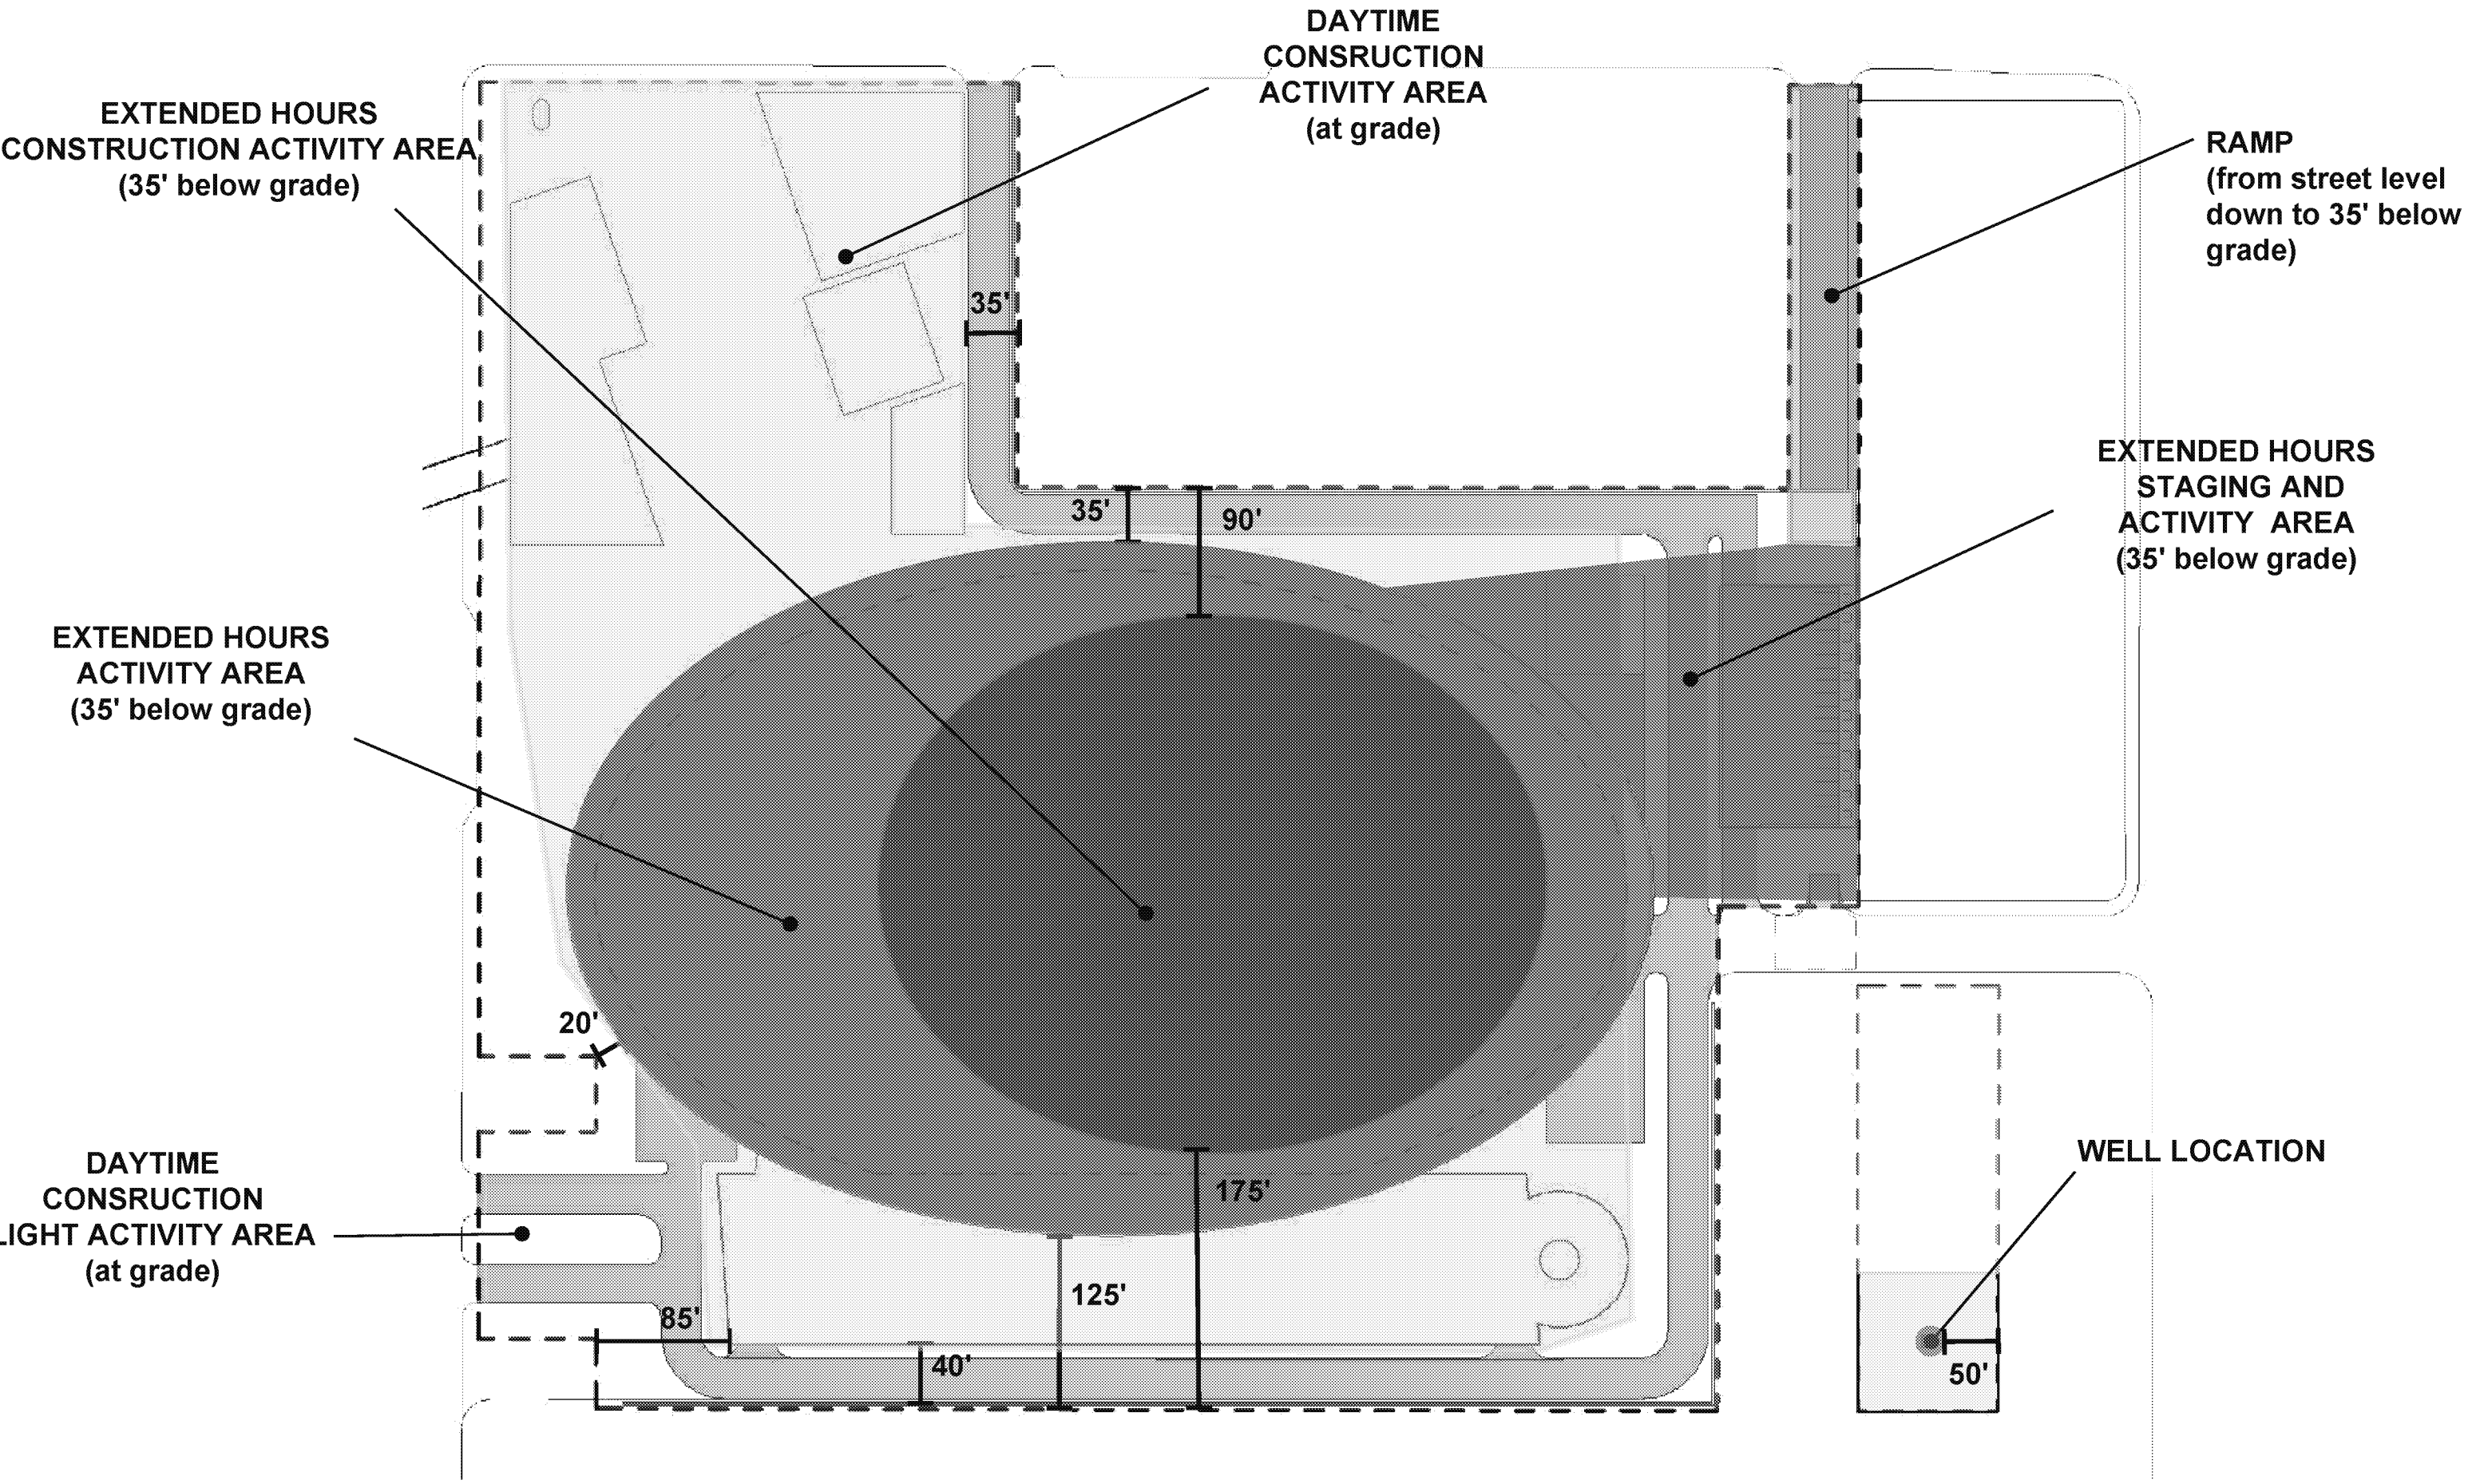 DAYTIME
CONSRUCTION
ACTIVITY AREA
(at grade)
EXTENDED HOURS
CONSTRUCTION ACTIVITY AREA
(35' below grade)
RAMP
(from street level
down to 35' below
grade)
35'
EXTENDED HOURS
STAGING AND
ACTIVITY AREA
(35' below grade)
35'
90'
EXTENDED HOURS
ACTIVITY AREA
(35' below grade)
20'
DAYTIME
CONSRUCTION
LIGHT ACTIVITY AREA
(at grade)
WELL LOCATION
175'
125'
85'
40'
50'